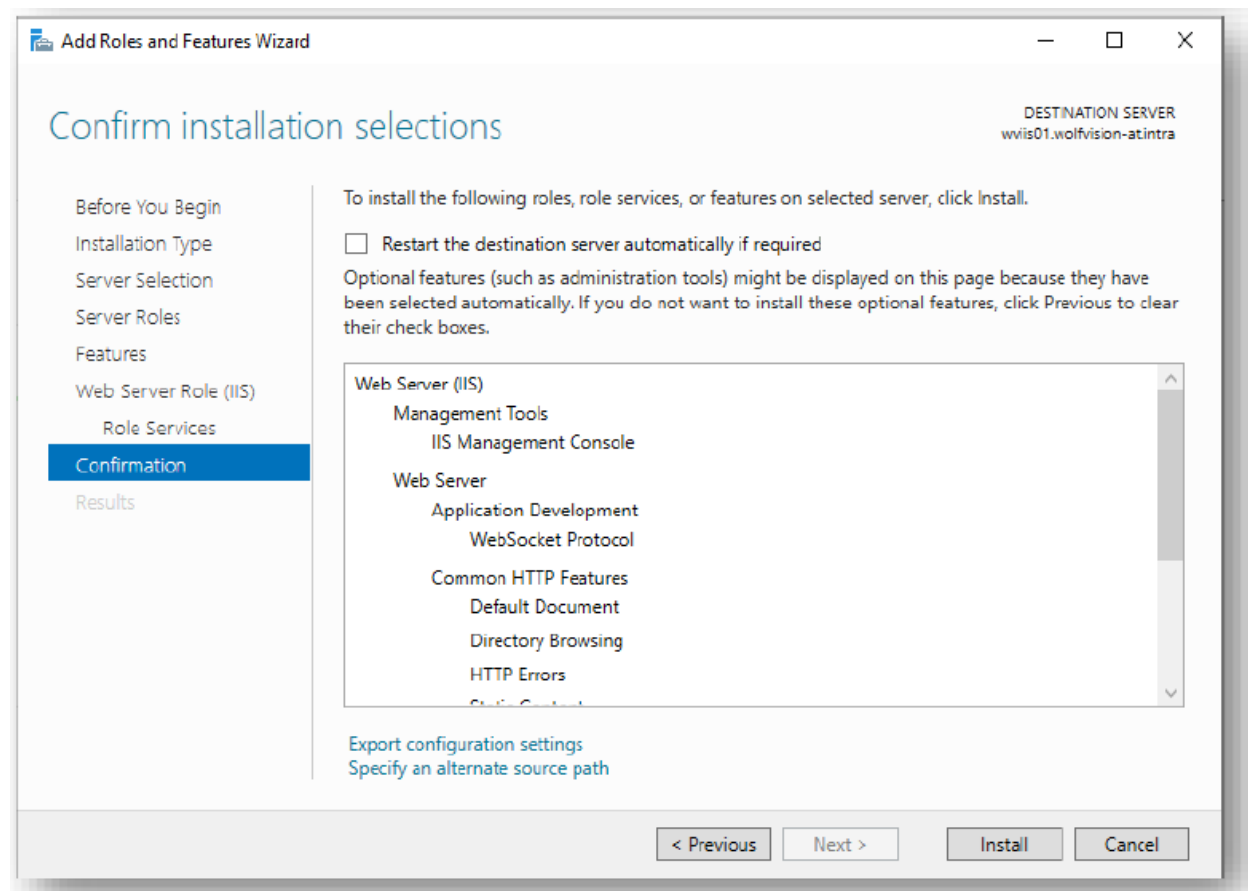 Add Roles and Features Wizard
Confirm installation selections
DESTINATION SERVER
wviis01.wolfvision-at.intra
Before You Begin
Installation Type
Server Selection
Server Roles
Features
Web Server Role (IIS)
Role Services
Confirmation
Results
To install the following roles, role services, or features on selected server, click Install.
Restart the destination server automatically if required
Optional features (such as administration tools) might be displayed on this page because they have
been selected automatically. If you do not want to install these optional features, click Previous to clear
their check boxes.
Web Server (IIS)
Management Tools
IIS Management Console
Web Server
Application Development
WebSocket Protocol
Common HTTP Features
Default Document
Directory Browsing
HTTP Errors
Static Content
Export configuration settings
Specify an alternate source path
< Previous
Next >
Install
Cancel